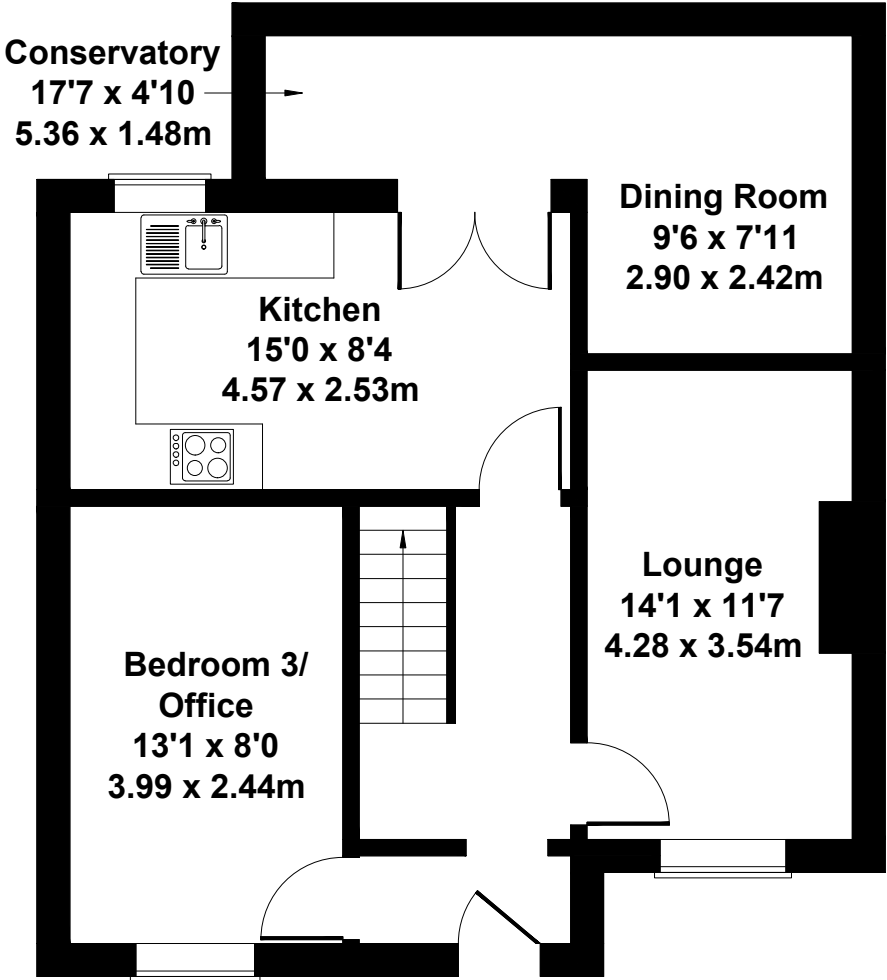 Conservatory
17'7 x 4'10
5.36 x 1.48m
Dining Room
9'6 x 7'11
2.90 x 2.42m
Kitchen
15'0 x 8'4
4.57 x 2.53m
Lounge
14'1 x 11'7
4.28 x 3.54m
Bedroom 3/
Office
13'1 x 8'0
3.99 x 2.44m